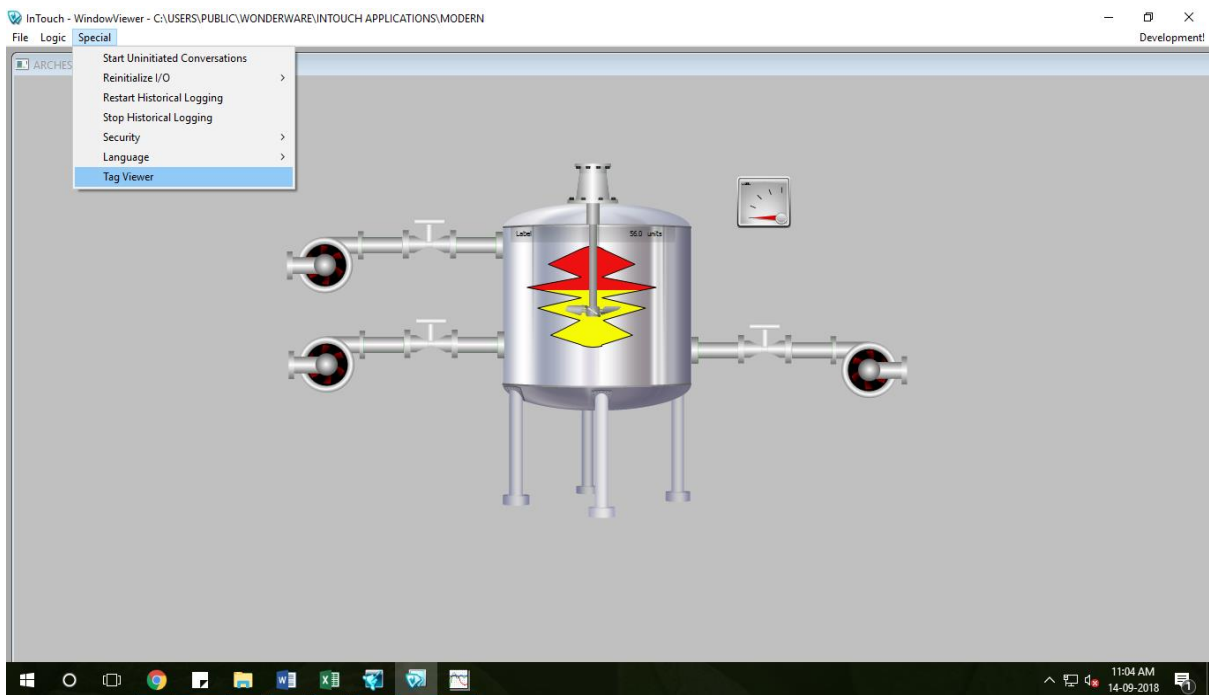 InTouch - WindowViewer - C:\USERS\PUBLIC\WONDERWARE\INTOUCH APPLICATIONS\MODERN
File Logic Special Development!
ARCHES
Start Uninitiated Conversations
Reinitialize I/O
Restart Historical Logging
Stop Historical Logging
Security
Language
Tag Viewer
Label 56.0 units
11:04 AM
14-09-2018